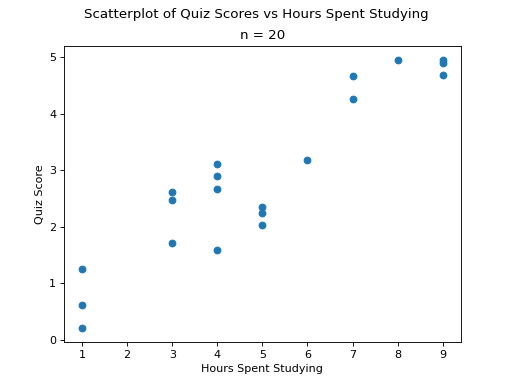 Scatterplot of Quiz Scores vs Hours Spent Studying
n = 20
5
4
3
2
1
0
Quiz Score
1 2 3 4 5 6 7 8 9
Hours Spent Studying